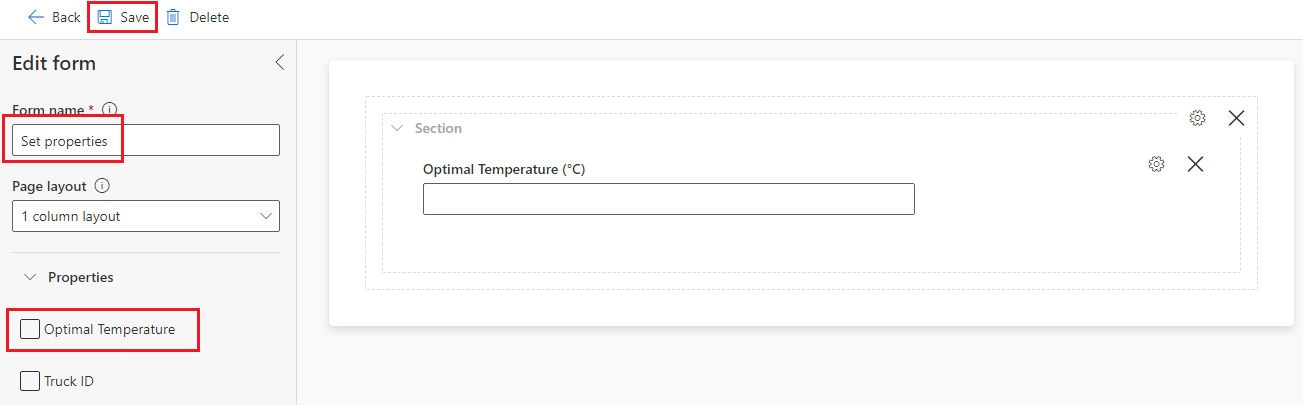 Back Save Delete
Edit form
Form name *
Set properties
Page layout
1 column layout
Properties
Optimal Temperature
Truck ID
Section
Optimal Temperature (°C)